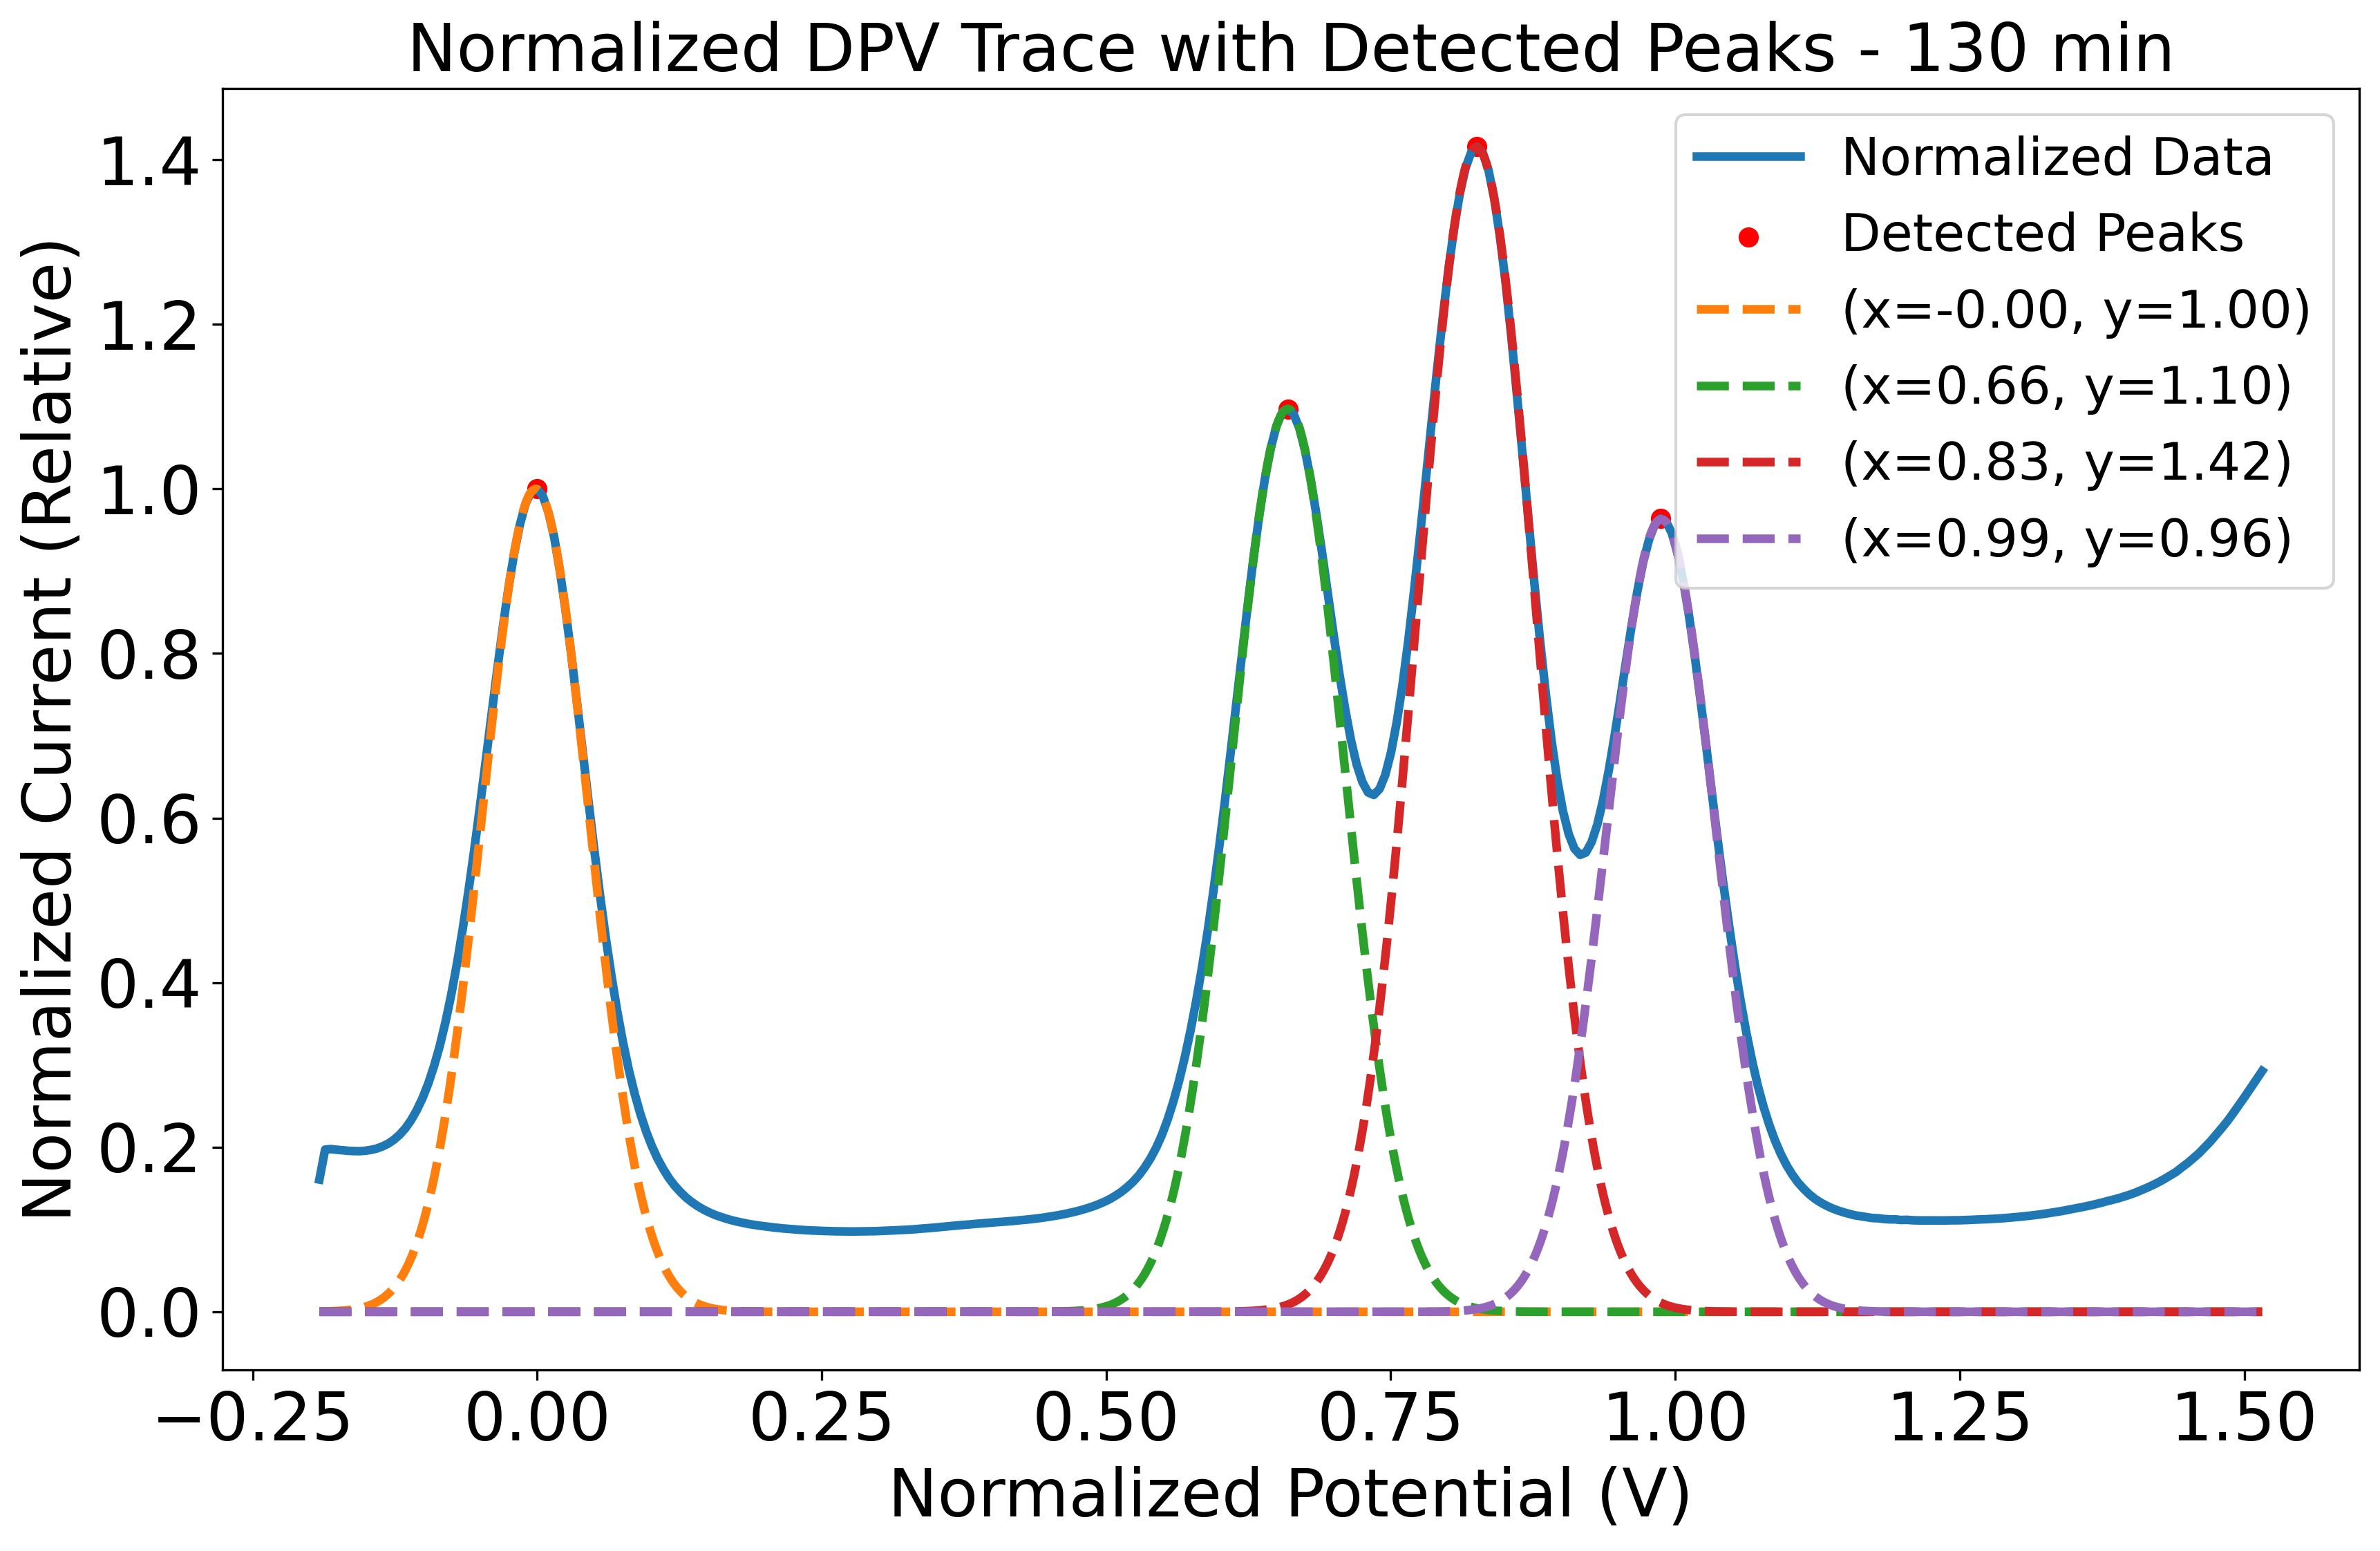 Normalized DPV Trace with Detected Peaks - 130 min
Normalized Current (Relative)
1.4
1.2
1.0
0.8
0.6
0.4
0.2
0.0
Normalized Data
Detected Peaks
(x=-0.00, y=1.00)
(x=0.66, y=1.10)
(x=0.83, y=1.42)
(x=0.99, y=0.96)
−0.25 0.00 0.25 0.50 0.75 1.00 1.25 1.50
Normalized Potential (V)